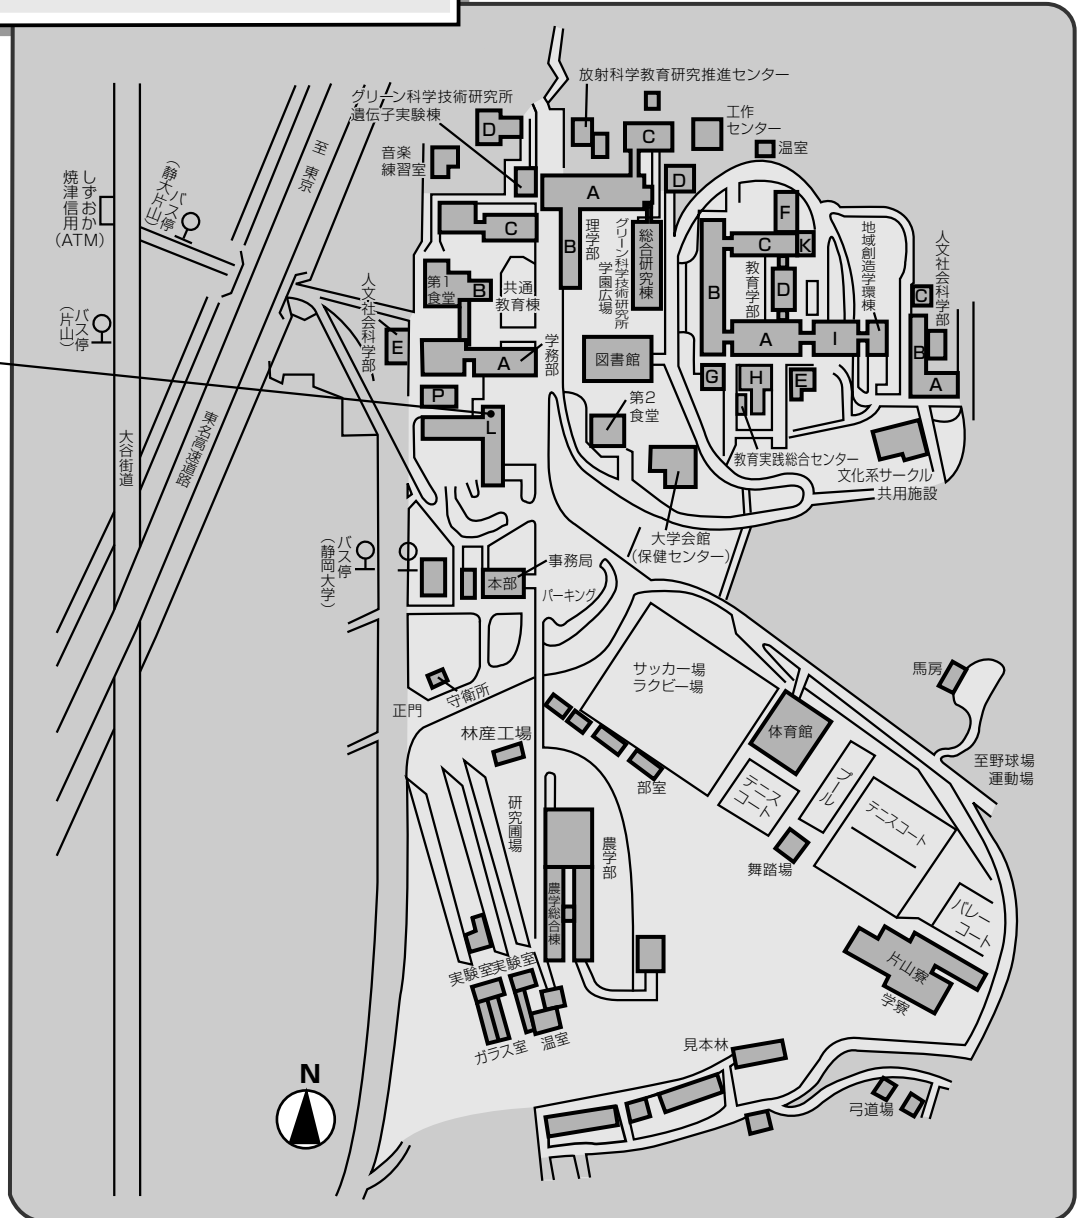 放射科学教育研究推進センター
グリーン科学技術研究所
遺伝子実験棟
D
C
工作
センター
温室
音楽
練習室
至
東京
バス停
(静大片山)
しずおか
焼津信用
(ATM)
A
D
F
C
B
理学部
グリーン科学技術研究所
総合研究棟
学園広場
C
K
地域創造学環棟
人文社会科学部
教育学部
B
D
C
第1
食堂
B
共通
教育棟
人文社会科学部
E
バス停
(片山)
学務部
A
図書館
A
I
B
A
G
H
E
P
L
第2
食堂
教育実践総合センター
文化系サークル
共用施設
大学会館
(保健センター)
大谷街道
東名高速道路
バス停
(静岡大学)
事務局
本部
パーキング
サッカー場
ラクビー場
馬房
守衛所
正門
体育館
至野球場
運動場
林産工場
部室
テニス
コート
プール
テニスコート
研究圃場
農学部
舞踏場
バレー
コート
農学総合棟
片山寮
学寮
実験室
実験室
ガラス室
温室
見本林
弓道場
N